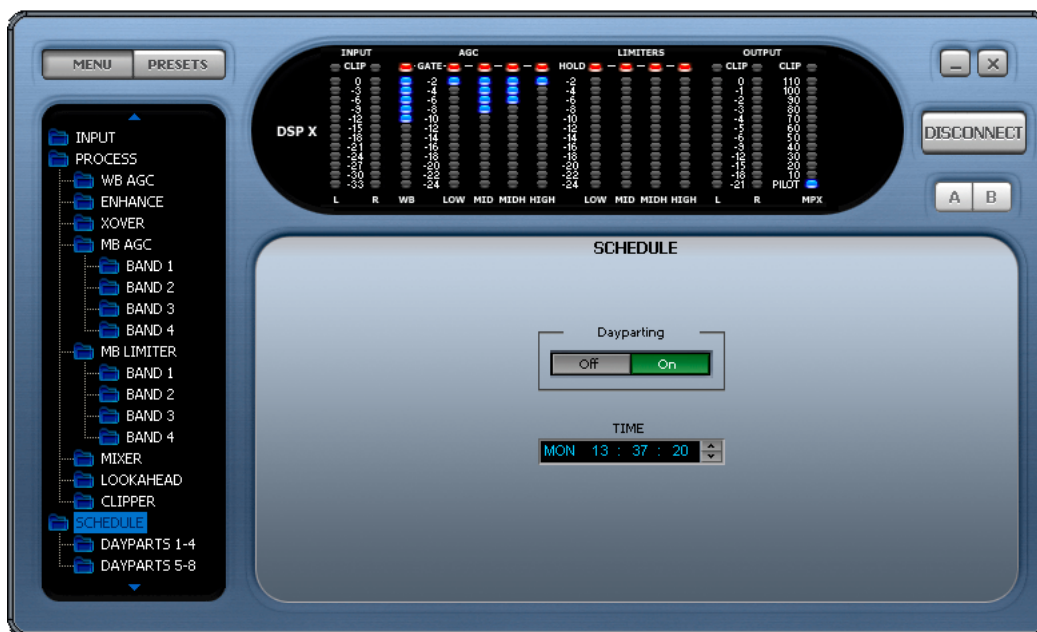 MENU PRESETS
INPUT
PROCESS
WB AGC
ENHANCE
XOVER
MB AGC
BAND 1
BAND 2
BAND 3
BAND 4
MB LIMITER
BAND 1
BAND 2
BAND 3
BAND 4
MIXER
LOOKAHEAD
CLIPPER
SCHEDULE
DAYPARTS 1-4
DAYPARTS 5-8
DSP X
INPUT AGC LIMITERS OUTPUT
CLIP GATE HOLD CLIP CLIP
0 -2 -2 0 110
-3 -4 -4 -1 100
-6 -6 -6 -2 90
-9 -8 -8 -3 80
-12 -10 -10 -4 70
-15 -12 -12 -5 60
-18 -14 -14 -6 50
-21 -16 -16 -9 40
-24 -18 -18 -12 30
-27 -20 -20 -15 20
-30 -22 -22 -18 10
-33 -24 -24 -21 PILOT
L R WB LOW MID MIDH HIGH LOW MID MIDH HIGH L R MPX
DISCONNECT
A B
SCHEDULE
Dayparting
Off On
TIME
MON 13 : 37 : 20